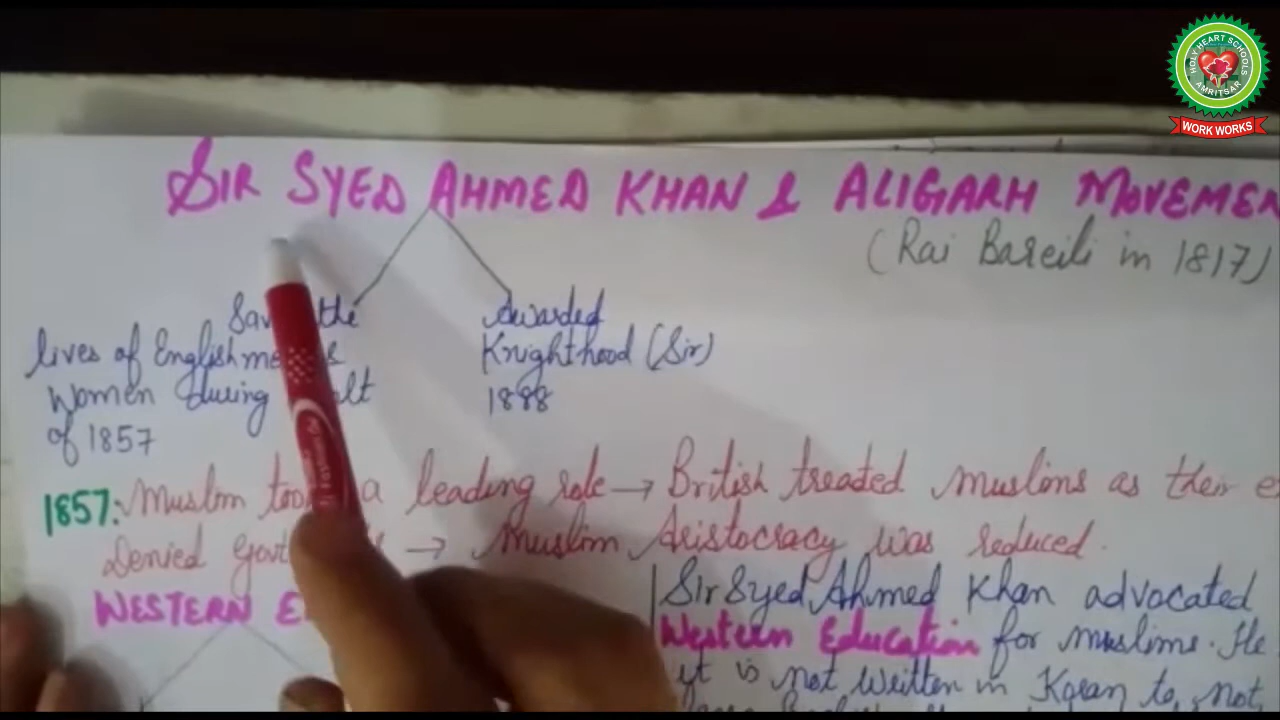 HOLY HEART SCHOOLS
AMRITSAR
WORK WORKS
SIR SYED AHMED KHAN & ALIGARH MOVEMEN
(Rai Bareili in 1817)
the
lives of English
Women during
of 1857
Awarded
Knighthood (Sir)
1888
1857: Muslim a leading role → British treated muslims as their
Denied → Muslim Aristocracy was reduced.
WESTERN
Sir Syed Ahmed Khan advocated
Western Education for muslims. He
it is not written in Koran to, not,